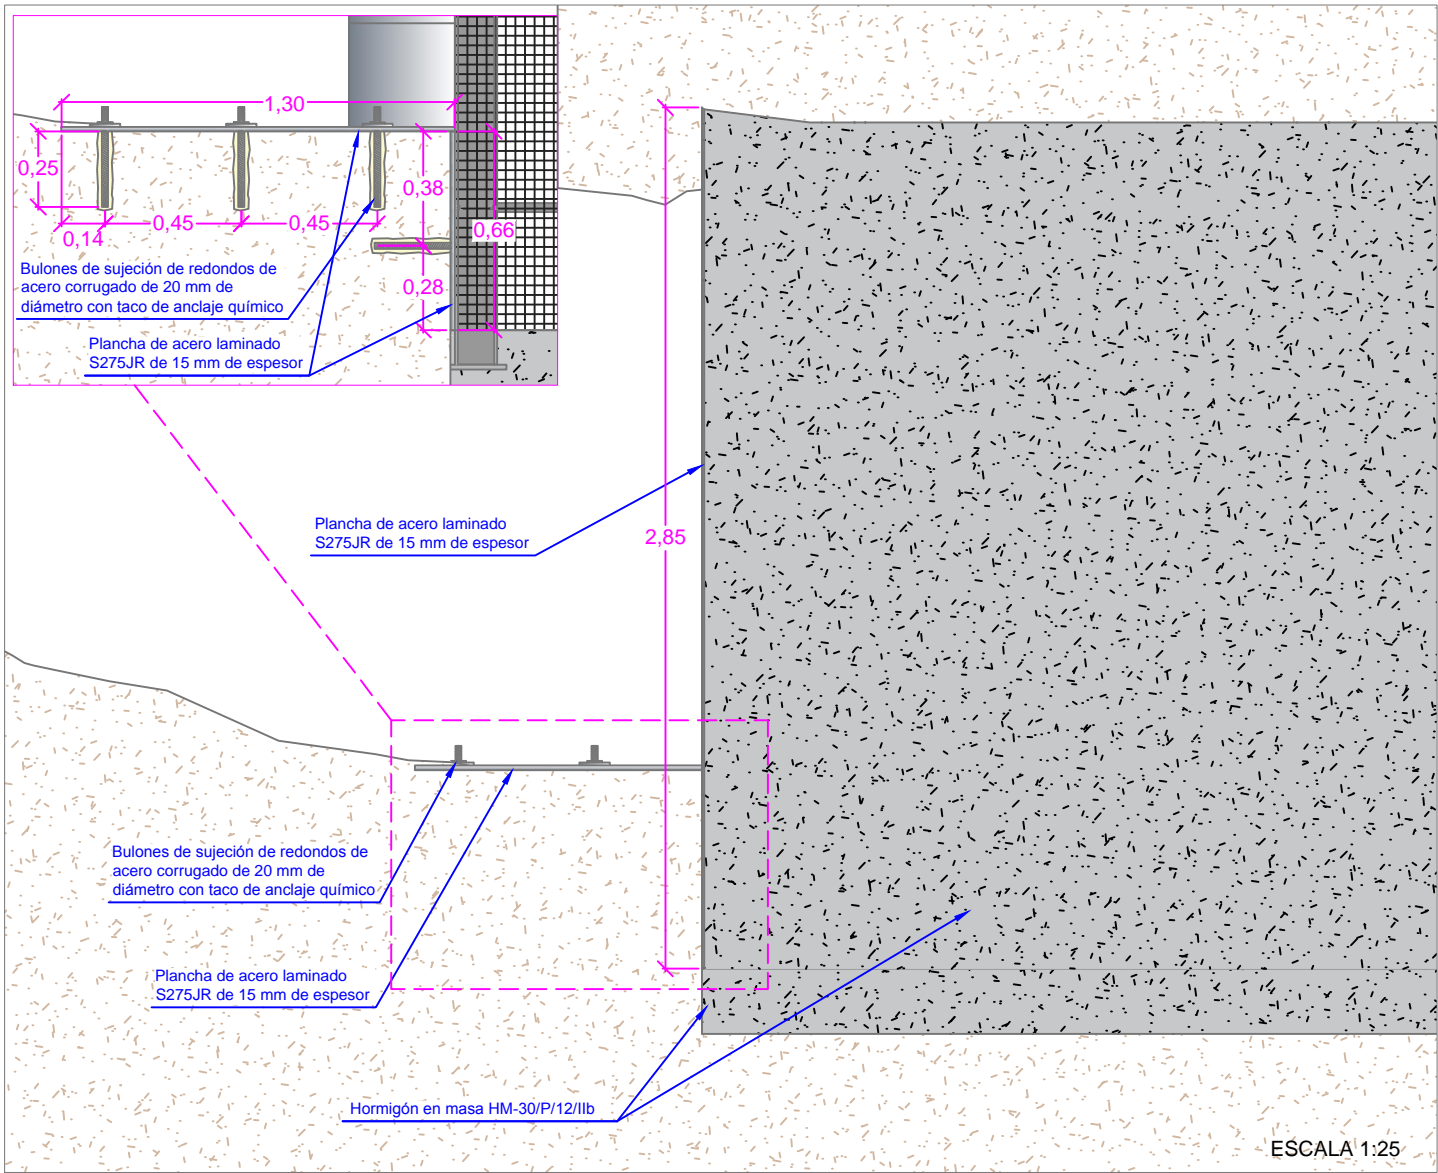 1,30
0,25
0,38
0,14
0,45
0,45
0,66
0,28
Bulones de sujeción de redondos de
acero corrugado de 20 mm de
diámetro con taco de anclaje químico
Plancha de acero laminado
S275JR de 15 mm de espesor
Plancha de acero laminado
S275JR de 15 mm de espesor
2,85
Bulones de sujeción de redondos de
acero corrugado de 20 mm de
diámetro con taco de anclaje químico
Plancha de acero laminado
S275JR de 15 mm de espesor
Hormigón en masa HM-30/P/12/IIb
ESCALA 1:25